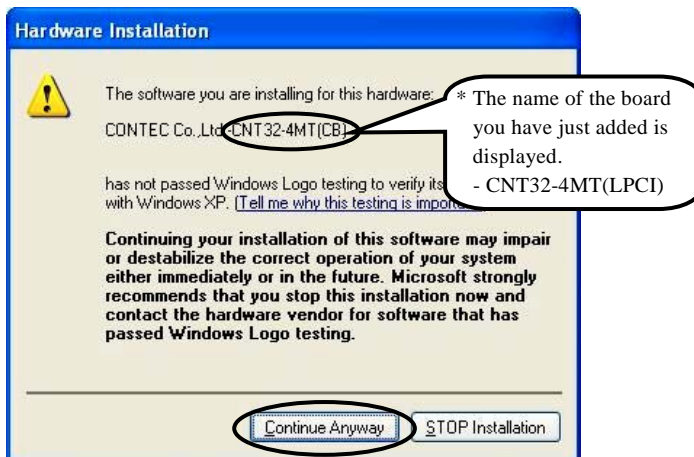 Hardware Installation
The software you are installing for this hardware:
CONTEC Co.,Ltd.-CNT32-4MT(CB)
has not passed Windows Logo testing to verify its
with Windows XP. (Tell me why this testing is
Continuing your installation of this software may impair
or destabilize the correct operation of your system
either immediately or in the future. Microsoft strongly
recommends that you stop this installation now and
contact the hardware vendor for software that has
passed Windows Logo testing.
Continue Anyway
STOP Installation
* The name of the board
you have just added is
displayed.
- CNT32-4MT(LPCI)